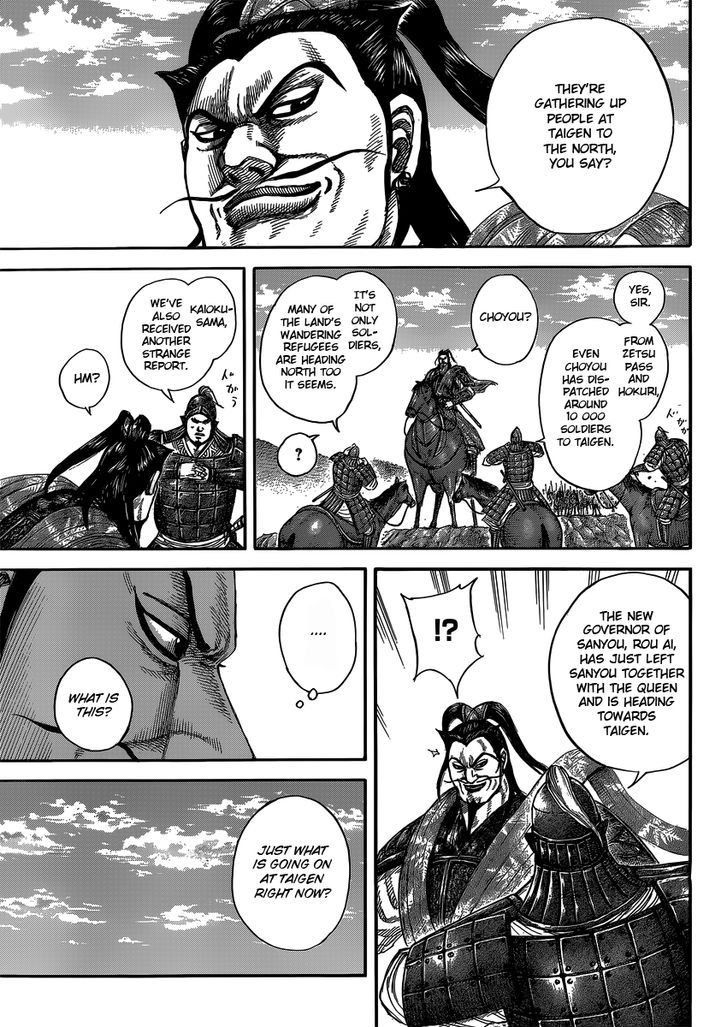 THEY'RE
GATHERING UP
PEOPLE AT
TAIGEN TO
THE NORTH,
YOU SAY?
YES,
SIR.
FROM
ZETSU
PASS
AND
HOKURI,
EVEN
CHOYOU
HAS DIS-
PATCHED
AROUND
10 000
SOLDIERS
TO TAIGEN.
CHOYOU?
IT'S
NOT
ONLY
SOL-
DIERS,
MANY OF
THE LAND'S
WANDERING
REFUGEES
ARE HEADING
NORTH TOO
IT SEEMS.
?
KAIOKU-
SAMA,
WE'VE
ALSO
RECEIVED
ANOTHER
STRANGE
REPORT.
HM?
THE NEW
GOVERNOR OF
SANYOU, ROU AI,
HAS JUST LEFT
SANYOU TOGETHER
WITH THE QUEEN
AND IS HEADING
TOWARDS
TAIGEN.
!?
....
WHAT IS
THIS?
JUST WHAT
IS GOING ON
AT TAIGEN
RIGHT NOW?